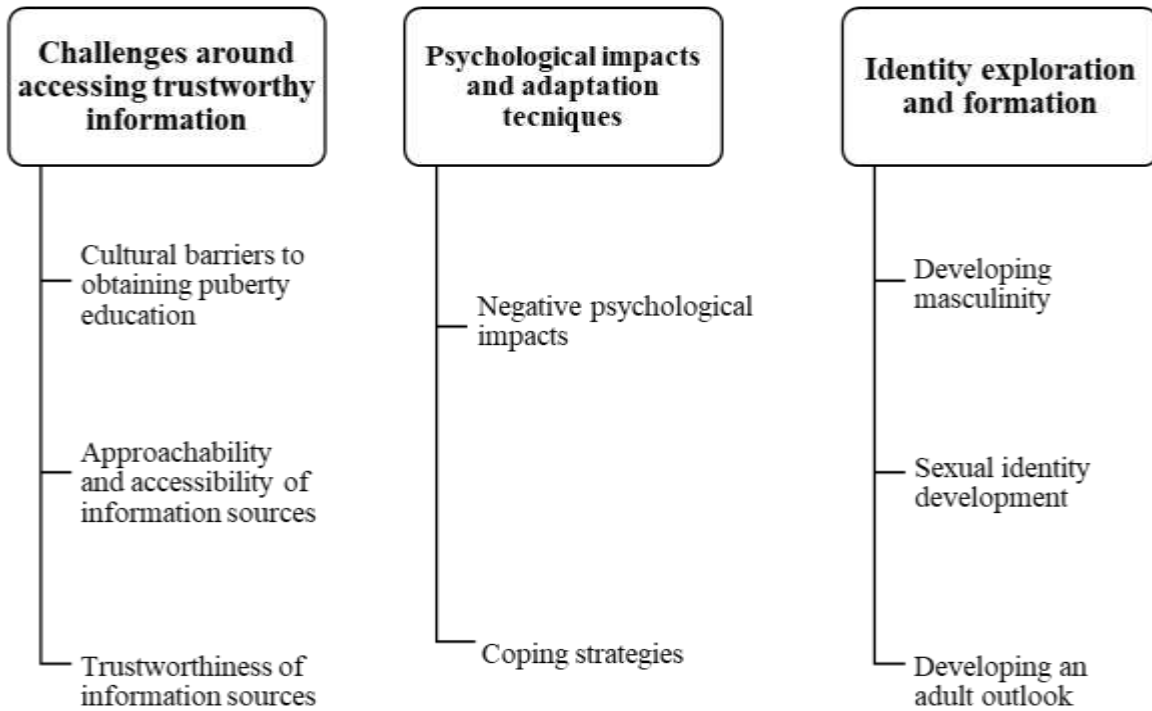 Challenges around
accessing trustworthy
information
Cultural barriers to
obtaining puberty
education
Approachability
and accessibility of
information sources
Trustworthiness of
information sources
Psychological impacts
and adaptation
tecniques
Negative psychological
impacts
Coping strategies
Identity exploration
and formation
Developing
masculinity
Sexual identity
development
Developing an
adult outlook